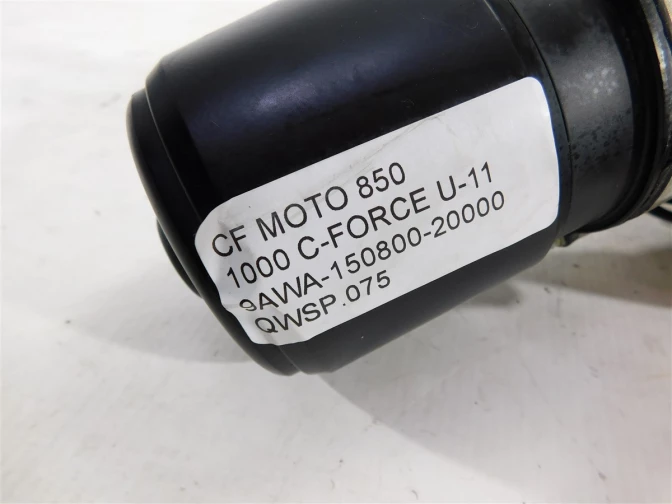 CF MOTO 850
1000 C-FORCE U-11
9AWA-150800-20000
QWSP.075